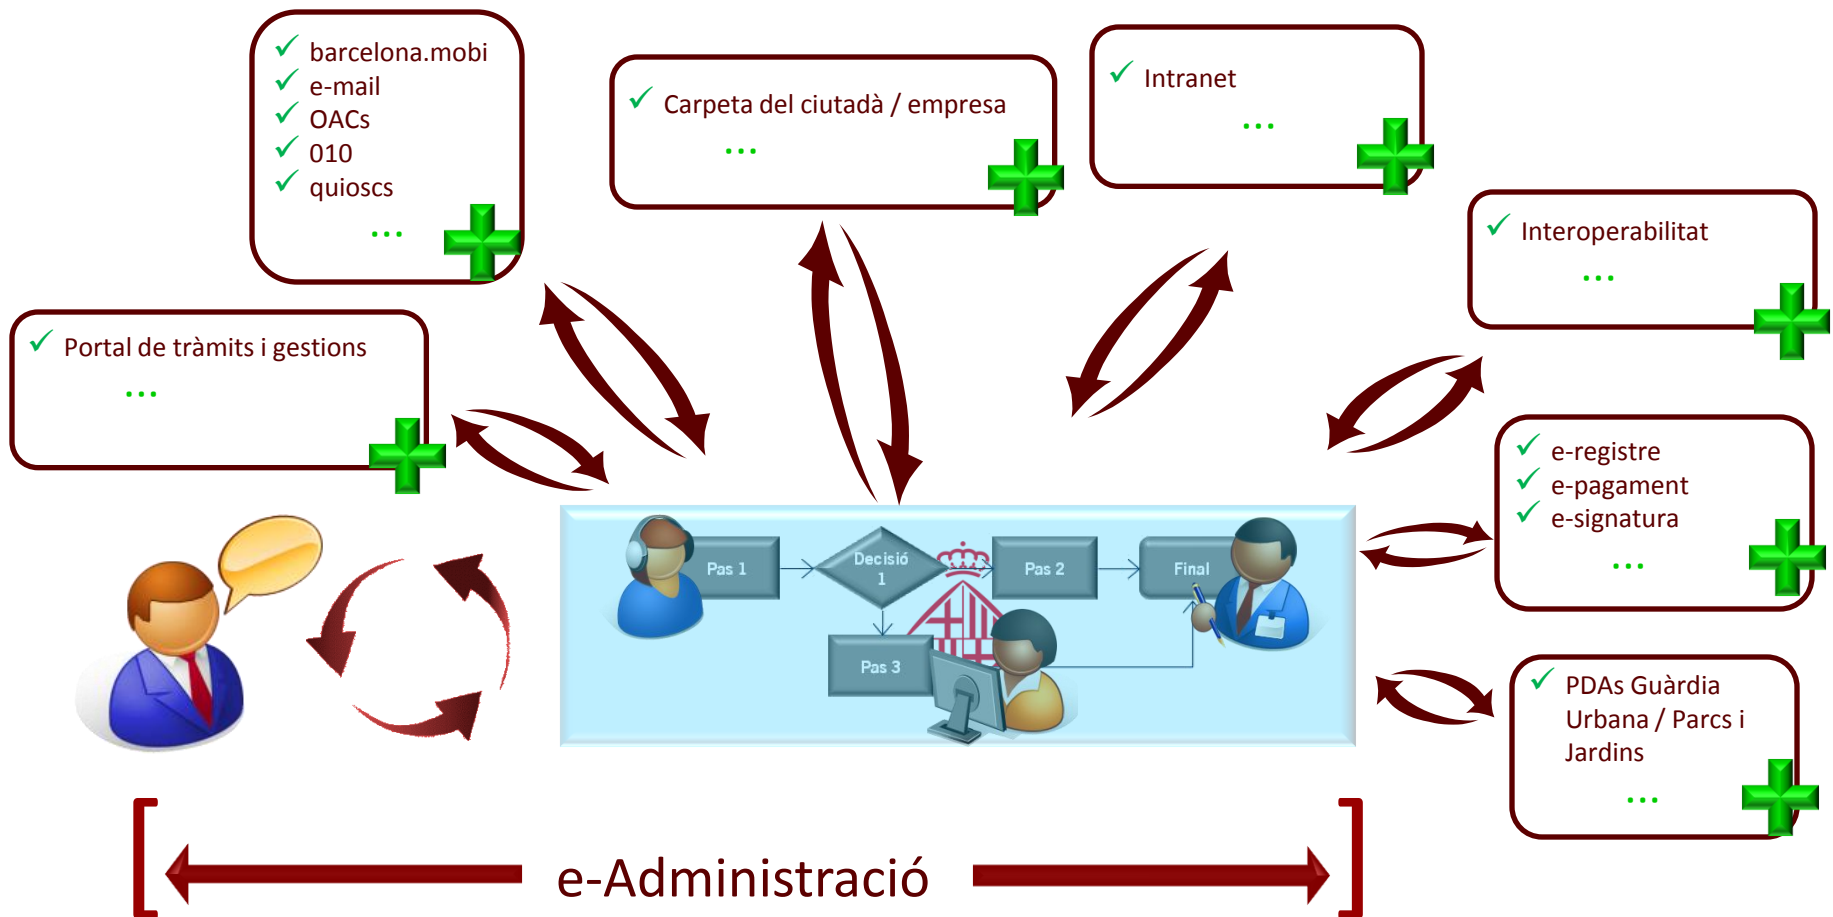 barcelona.mobi
e-mail
OACs
010
quioscs
...
Carpeta del ciutadà / empresa
...
Intranet
...
Interoperabilitat
...
Portal de tràmits i gestions
...
e-registre
e-pagament
e-signatura
...
Pas 1
Decisió
1
Pas 2
Final
Pas 3
PDAs Guàrdia
Urbana / Parcs i
Jardins
...
e-Administració